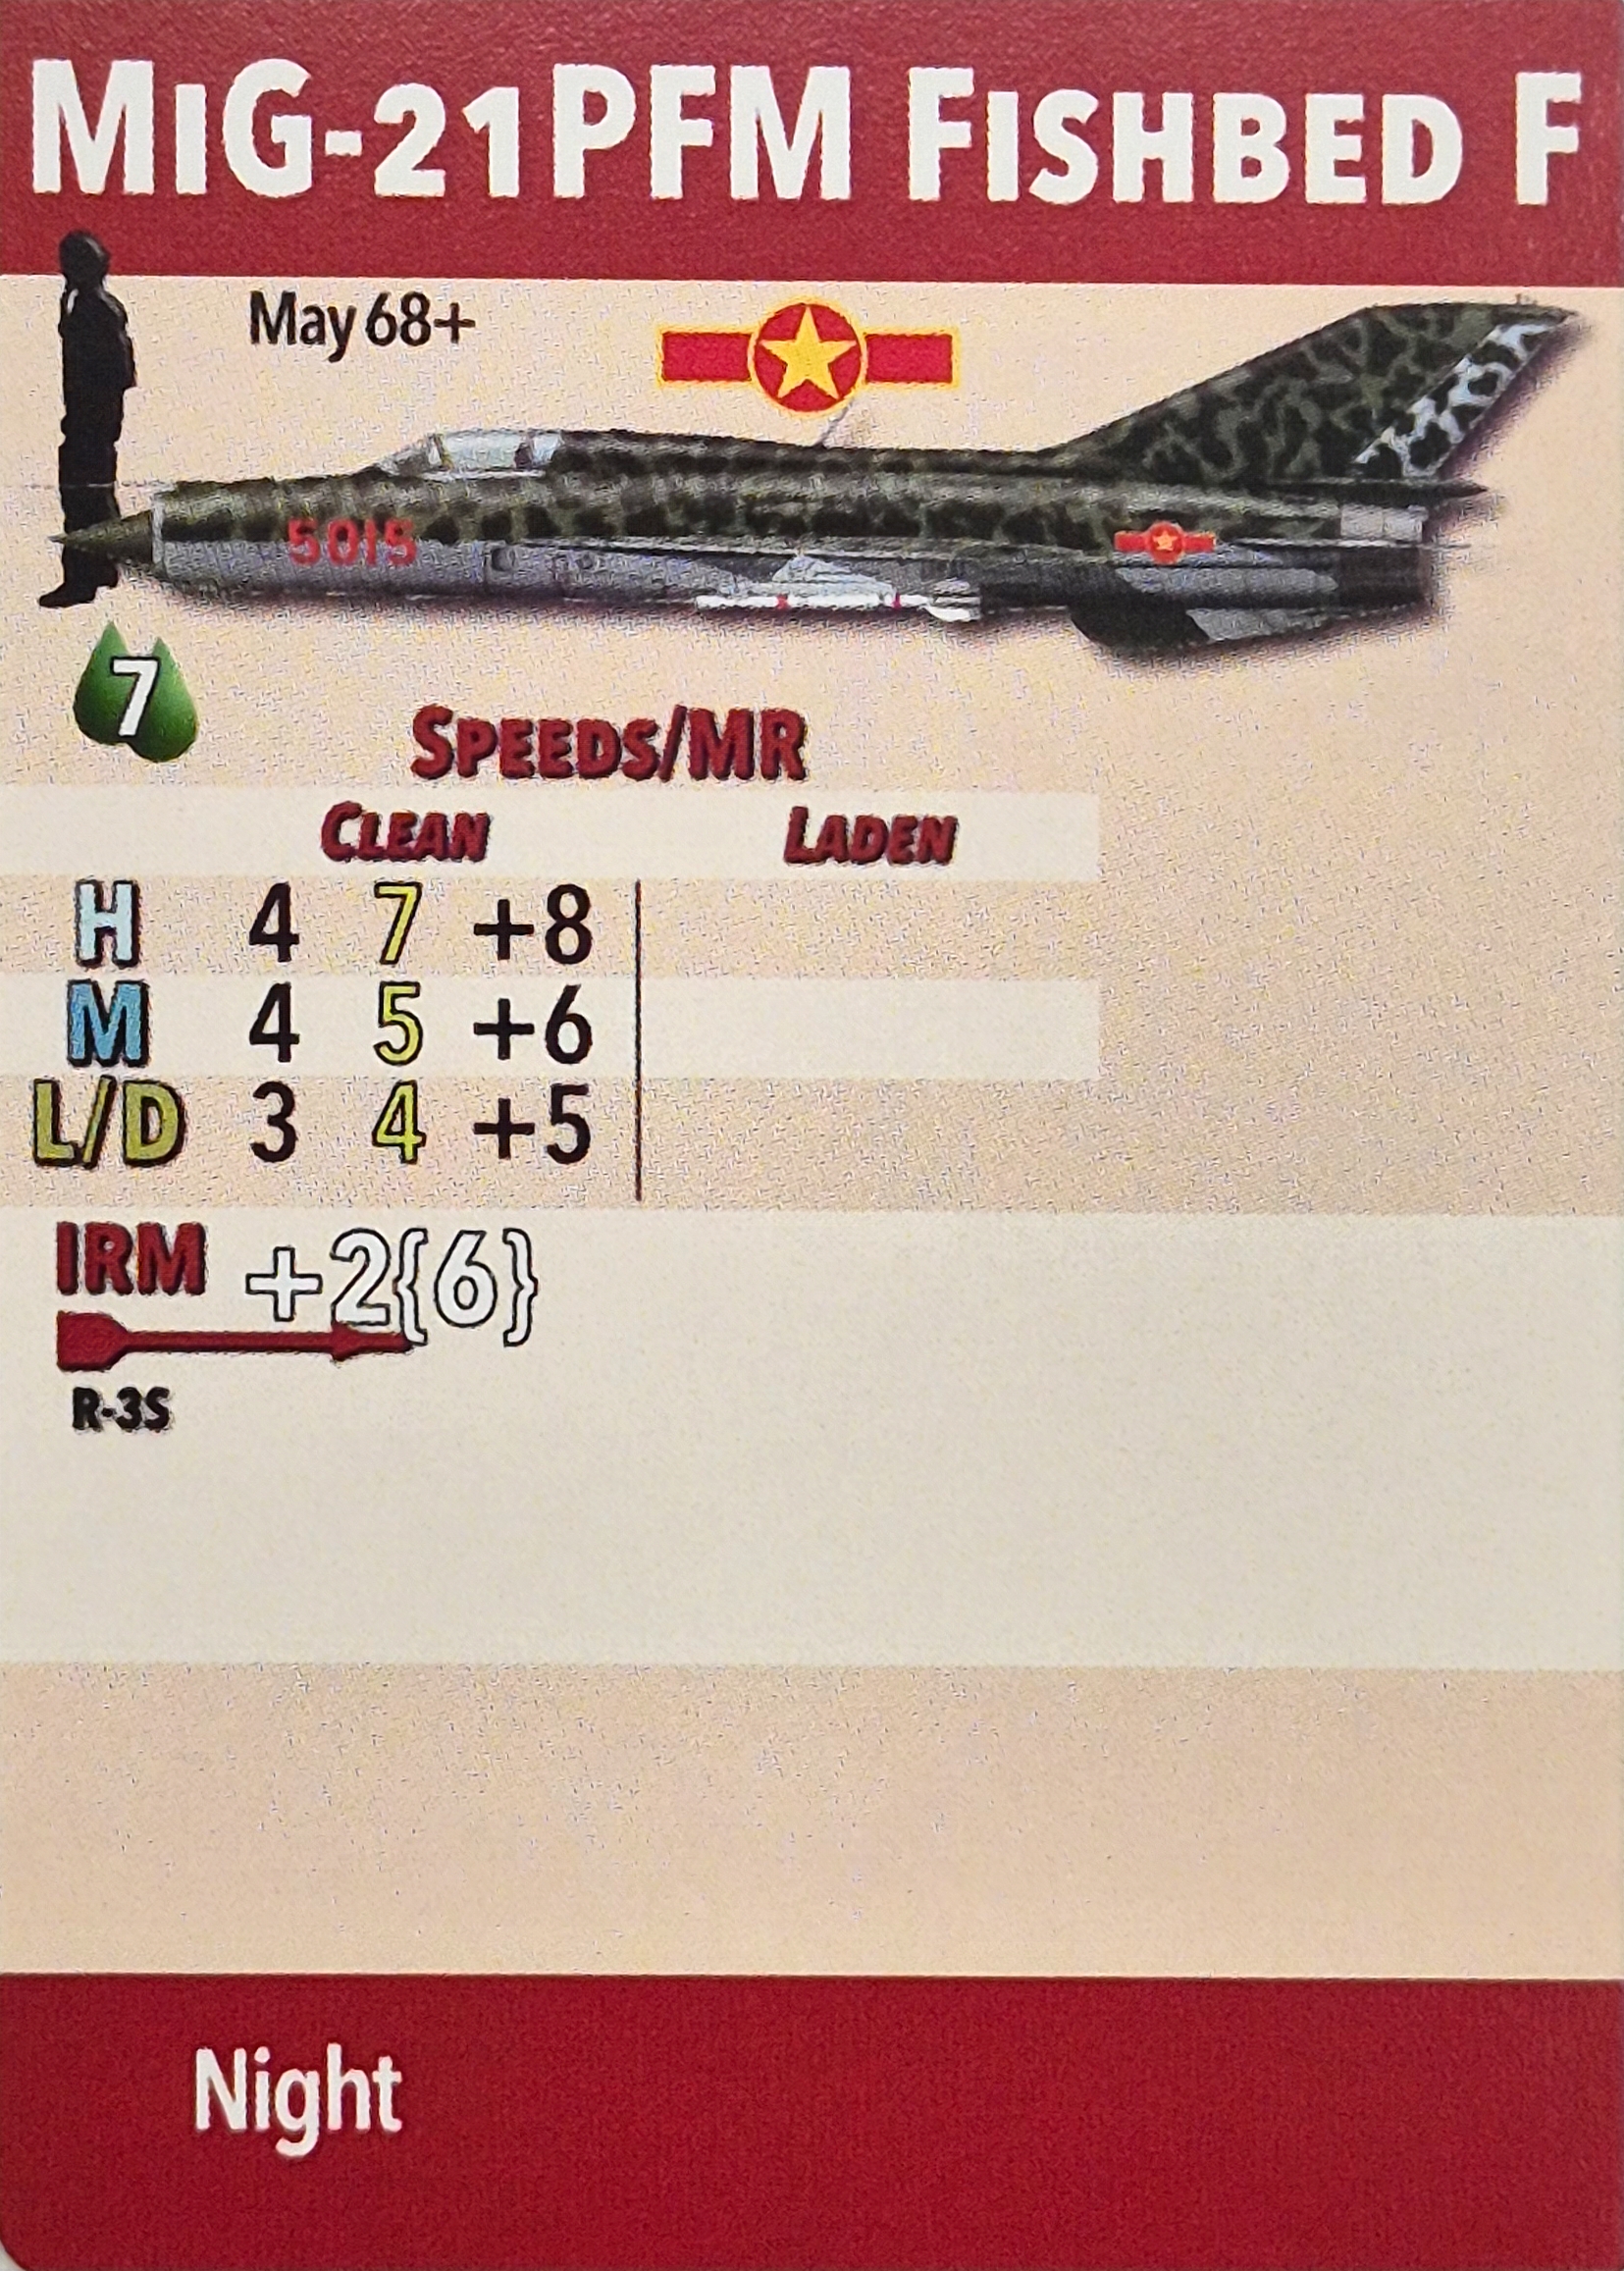 MiG-21PFM Fishbed F
May 68+
5015
7
Speeds/MR
Clean Laden
H 4 7 +8
M 4 5 +6
L/D 3 4 +5
IRM +2{6}
R-3S
Night